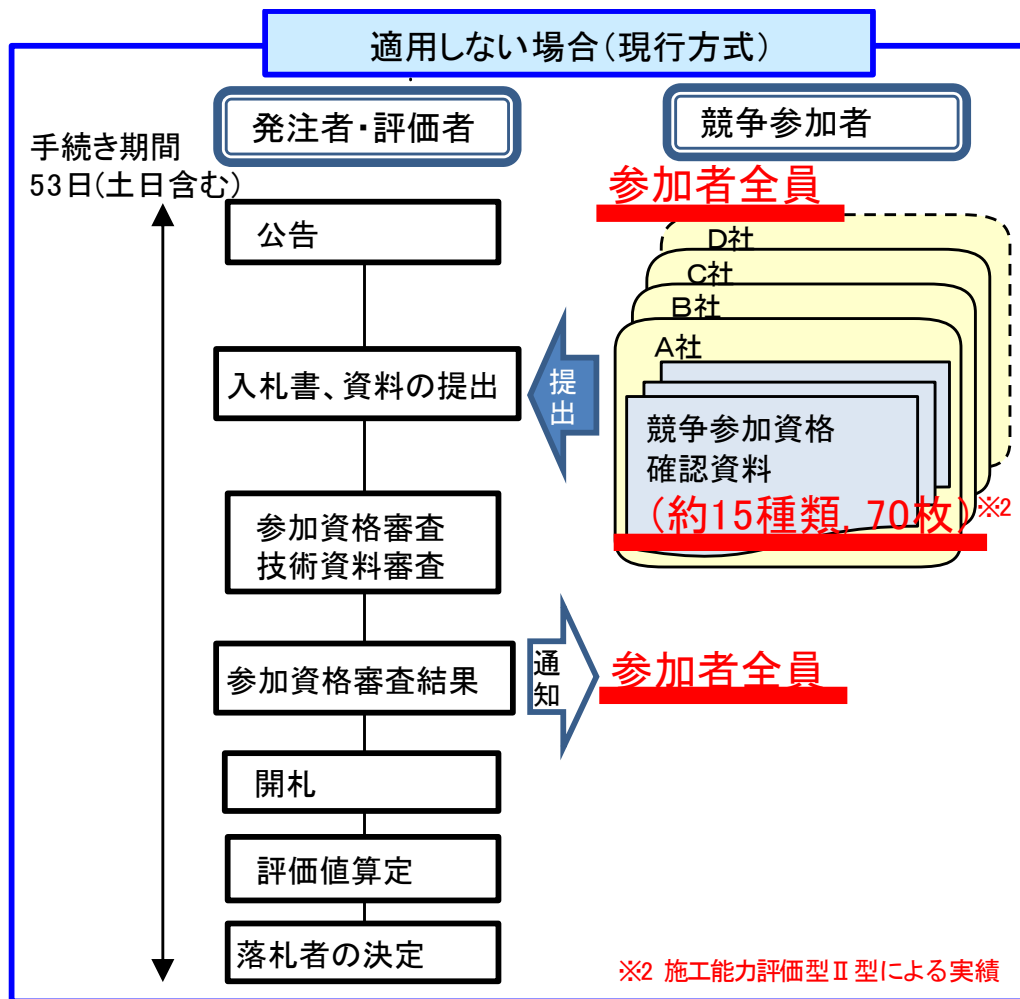 適用しない場合(現行方式)
発注者・評価者
競争参加者
手続き期間
53日(土日含む)
公告
入札書、資料の提出
参加資格審査
技術資料審査
参加資格審査結果
開札
評価値算定
落札者の決定
提出
通知
参加者全員
D社
C社
B社
A社
競争参加資格
確認資料
(約15種類,70枚)※2
参加者全員
※2 施工能力評価型Ⅱ型による実績